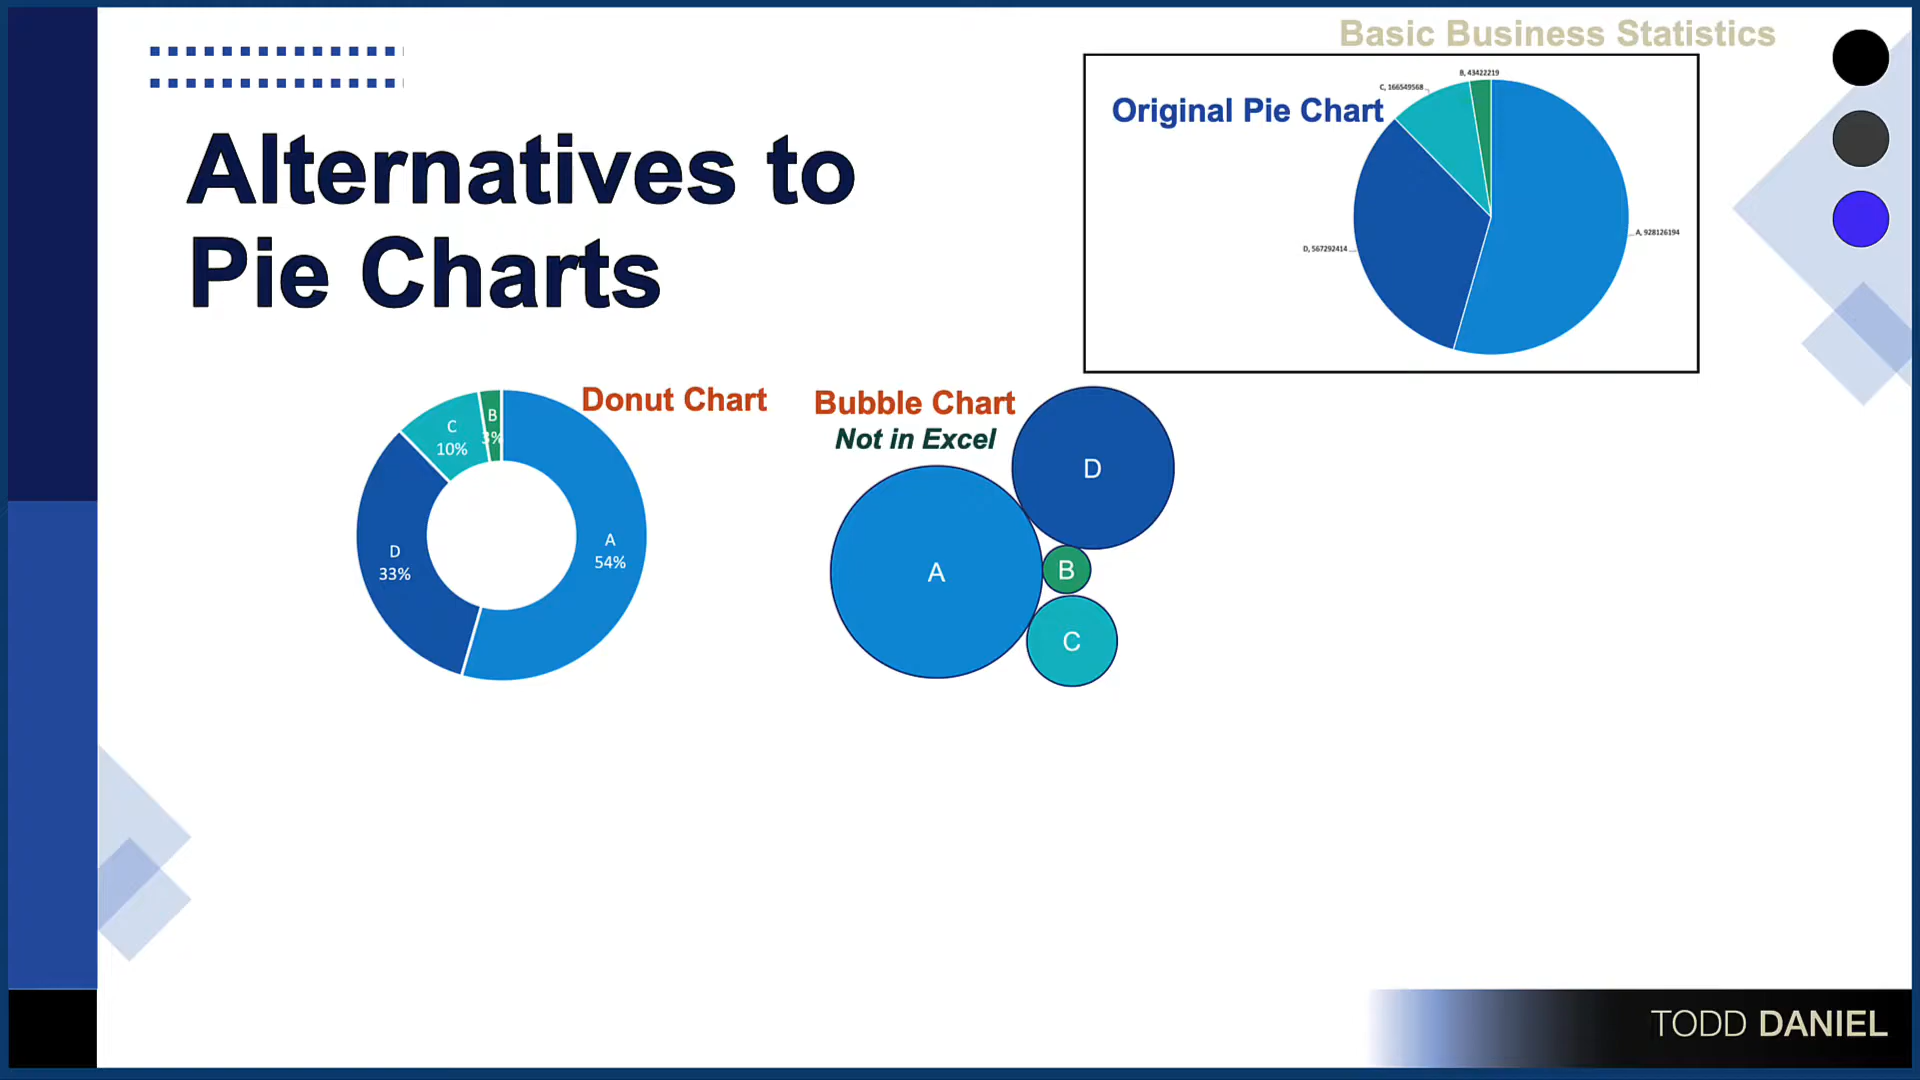 Basic Business Statistics
Alternatives to
Pie Charts
Original Pie Chart
B, 43422219
C, 166549568
A, 928126194
D, 567292414
Donut Chart
B
3%
C
10%
A
54%
D
33%
Bubble Chart
Not in Excel
D
A
B
C
TODD DANIEL